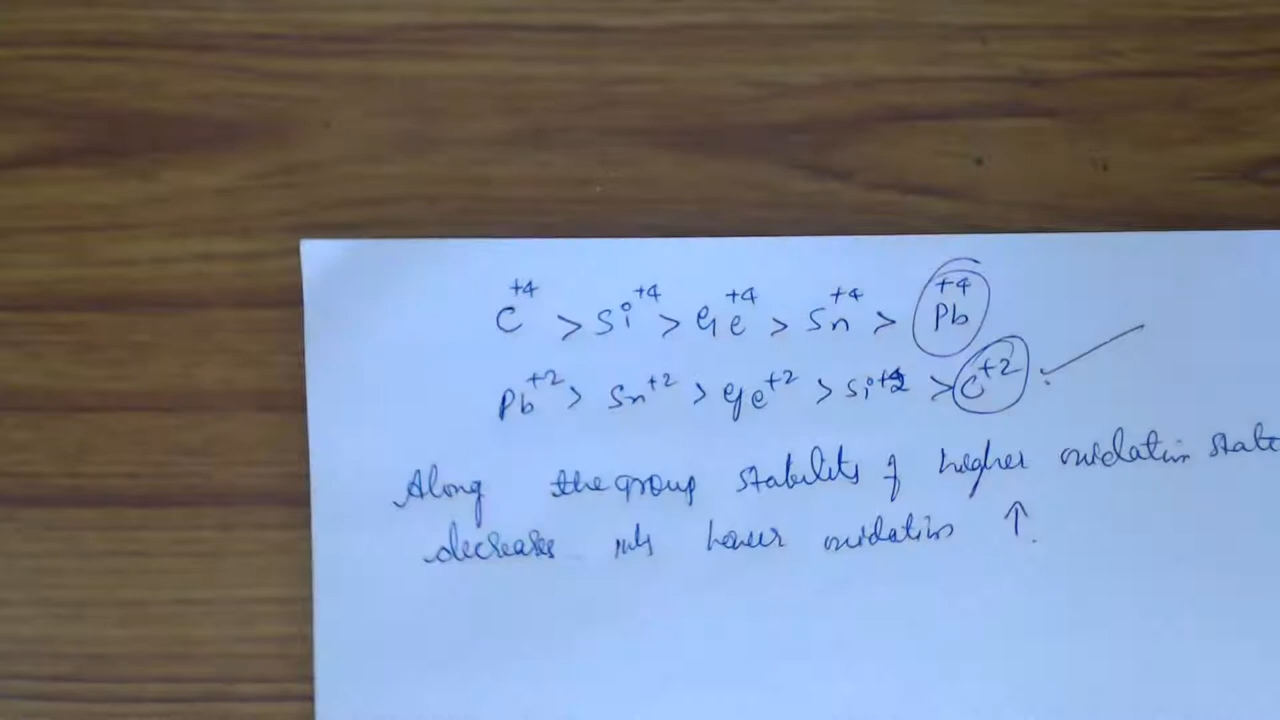 C⁺⁴ > Si⁺⁴ > Ge⁺⁴ > Sn⁺⁴ > Pb⁺⁴
Pb⁺² > Sn⁺² > Ge⁺² > Si⁺² > C⁺²
Along the group stability of higher oxidation state
decreases lower oxidation ↑.